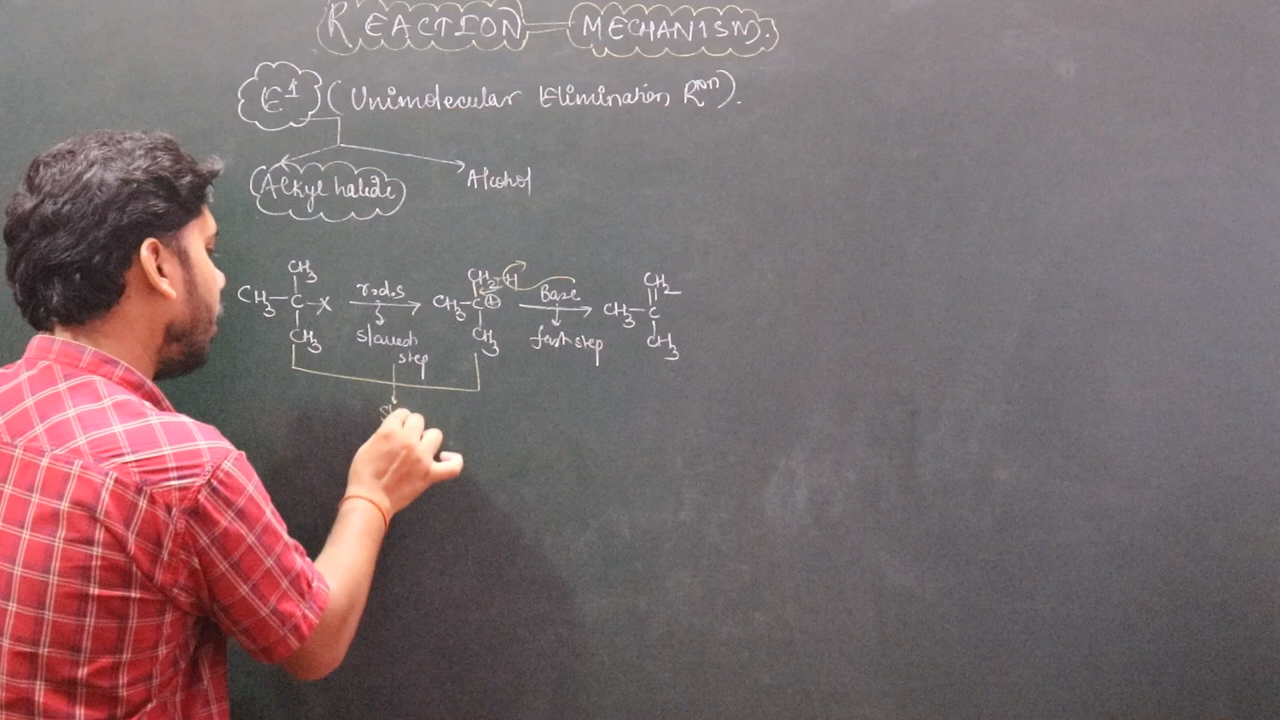 REACTION — MECHANISM.
E1 (Unimolecular Elimination Rxn).
Alkyl halide Alcohol
CH3 CH2-H CH2
CH3-C-X r.d.s CH3-C⊕ Base CH3-C
CH3 slowest step CH3 fast step CH3